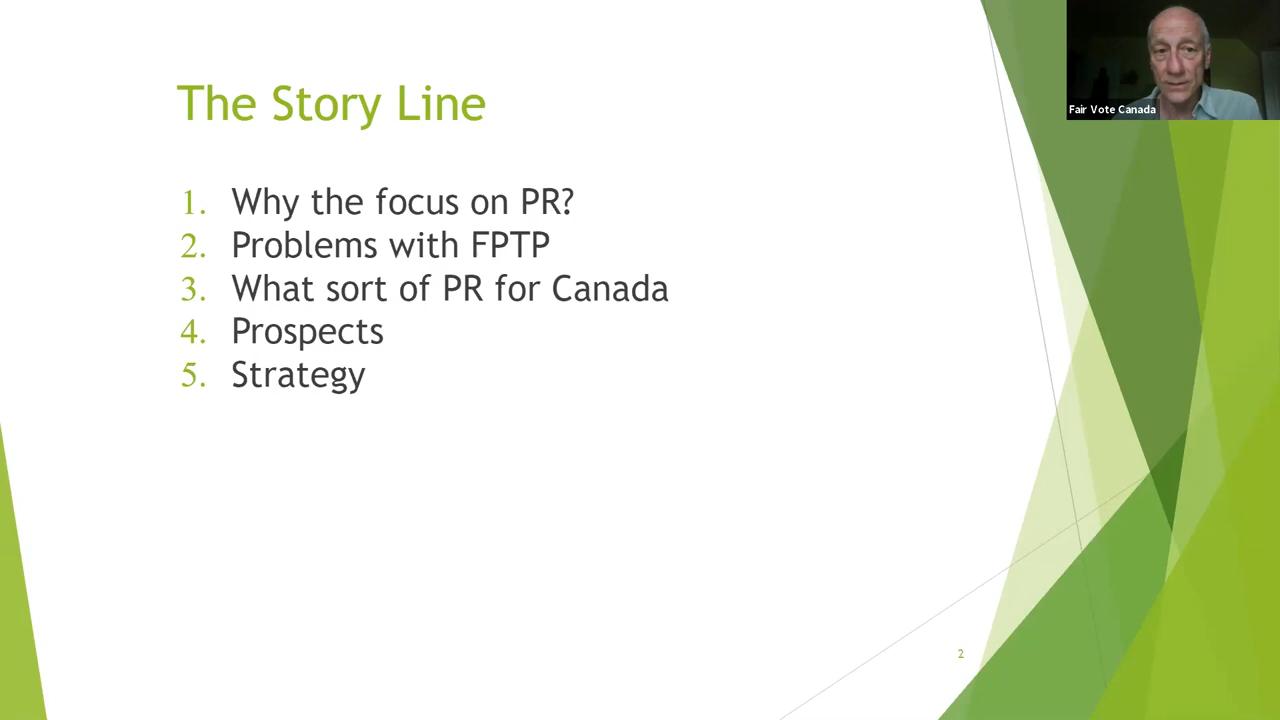 The Story Line
Fair Vote Canada
1. Why the focus on PR?
2. Problems with FPTP
3. What sort of PR for Canada
4. Prospects
5. Strategy
2